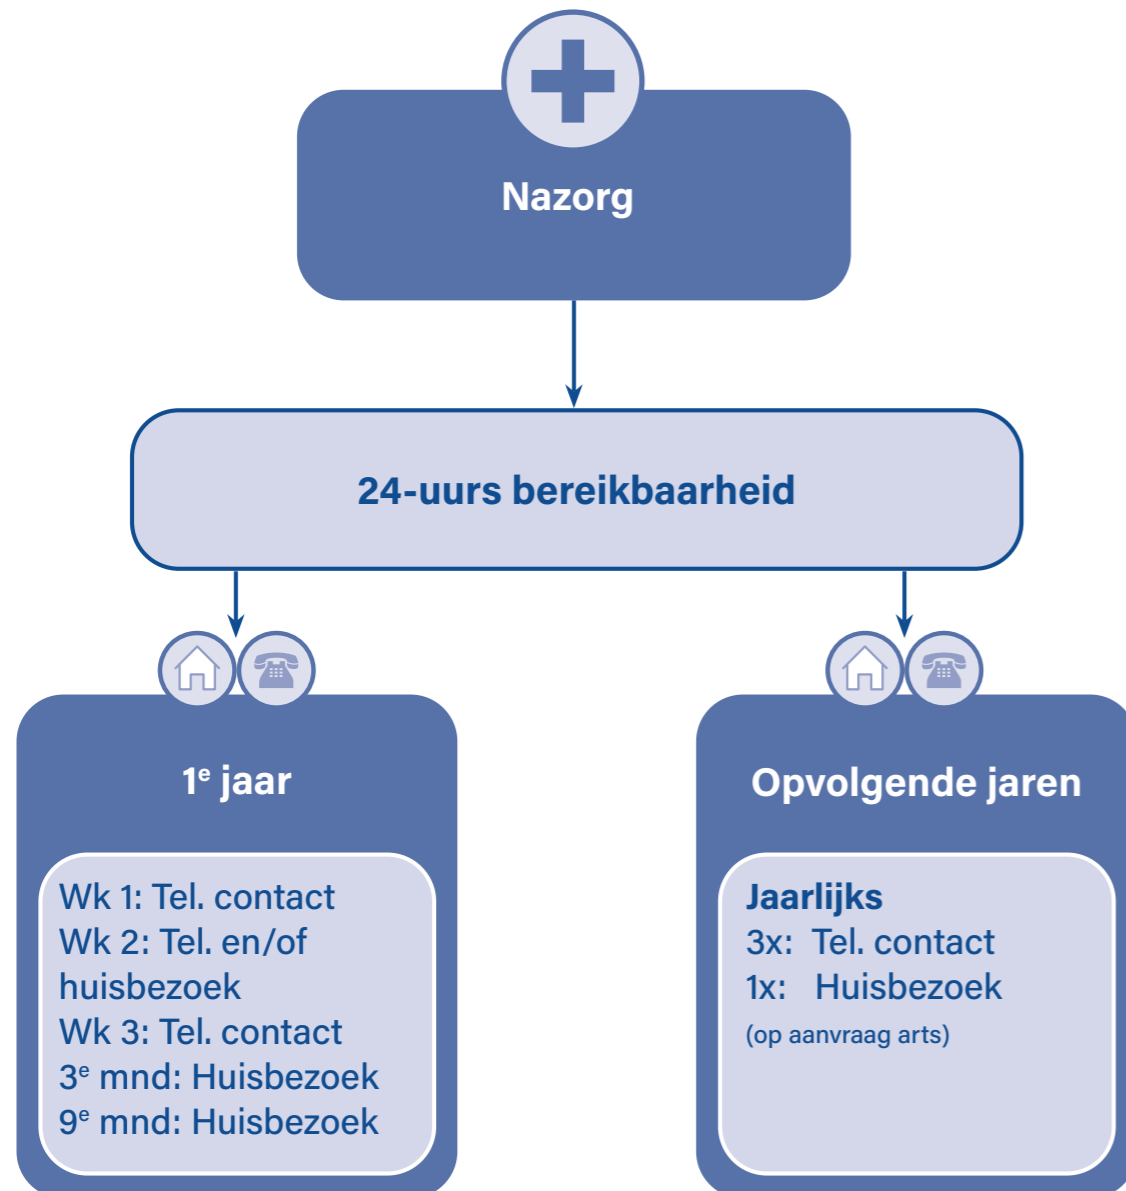 Nazorg
24-uurs bereikbaarheid
1e jaar
Wk 1: Tel. contact
Wk 2: Tel. en/of
huisbezoek
Wk 3: Tel. contact
3e mnd: Huisbezoek
9e mnd: Huisbezoek
Opvolgende jaren
Jaarlijks
3x: Tel. contact
1x: Huisbezoek
(op aanvraag arts)